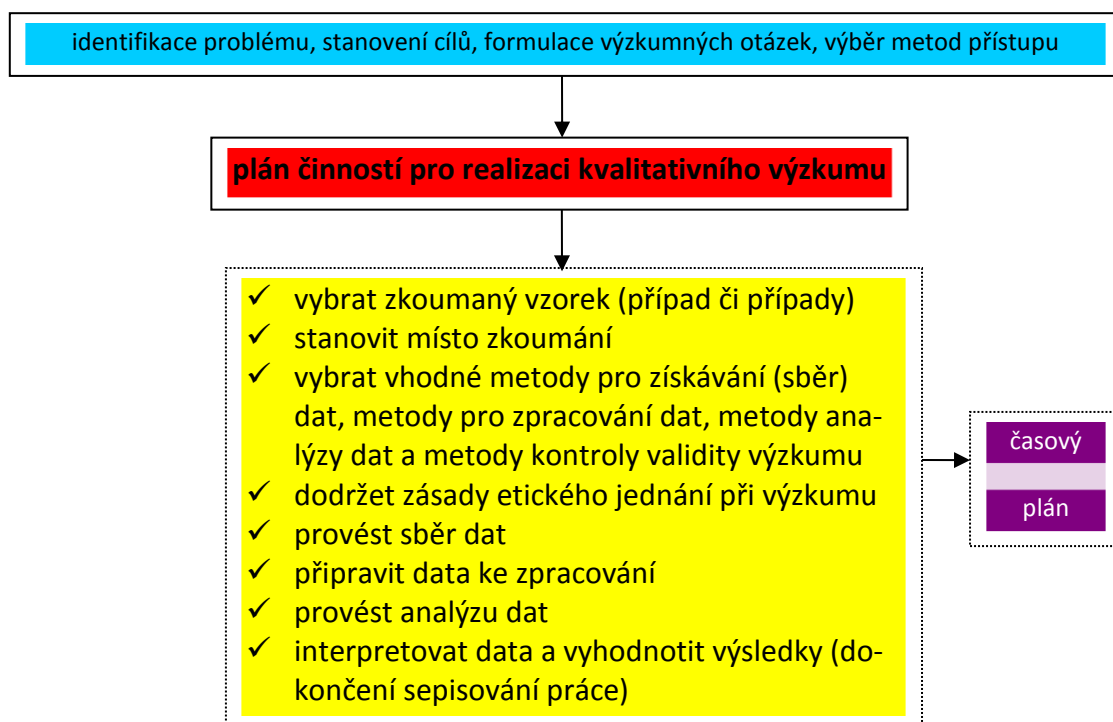 identifikace problému, stanovení cílů, formulace výzkumných otázek, výběr metod přístupu
plán činností pro realizaci kvalitativního výzkumu
✓ vybrat zkoumaný vzorek (případ či případy)
✓ stanovit místo zkoumání
✓ vybrat vhodné metody pro získávání (sběr)
dat, metody pro zpracování dat, metody ana-
lýzy dat a metody kontroly validity výzkumu
✓ dodržet zásady etického jednání při výzkumu
✓ provést sběr dat
✓ připravit data ke zpracování
✓ provést analýzu dat
✓ interpretovat data a vyhodnotit výsledky (do-
končení sepisování práce)
časový
plán